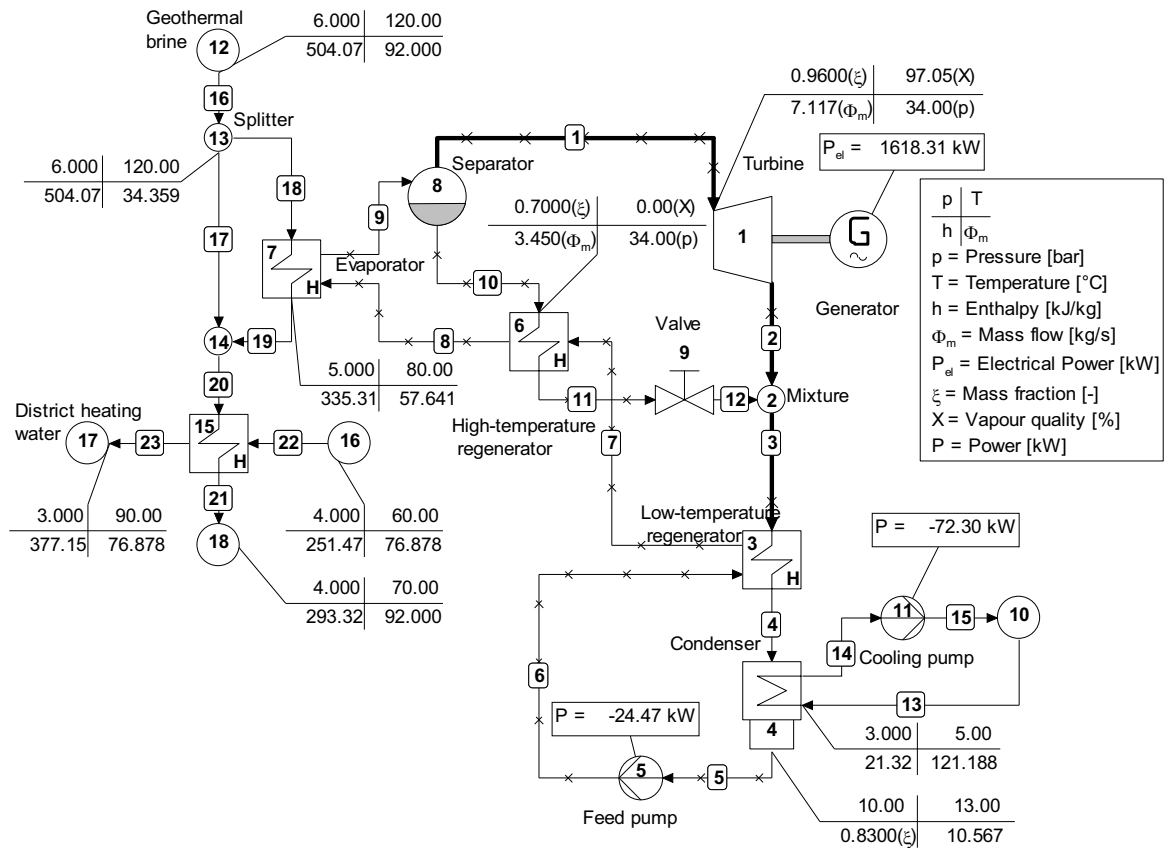 Geothermal
brine
12
6.000 120.00
504.07 92.000
16
13
Splitter
6.000 120.00
504.07 34.359
18
17
7
H
Evaporator
9
8
Separator
1
0.9600(ξ) 97.05(X)
7.117(Φm) 34.00(p)
Pel = 1618.31 kW
Turbine
1
G
~
Generator
p T
h Φm
p = Pressure [bar]
T = Temperature [°C]
h = Enthalpy [kJ/kg]
Φm = Mass flow [kg/s]
Pel = Electrical Power [kW]
ξ = Mass fraction [-]
X = Vapour quality [%]
P = Power [kW]
0.7000(ξ) 0.00(X)
3.450(Φm) 34.00(p)
10
6
H
8
14
19
5.000 80.00
335.31 57.641
20
11
Valve
9
12
2
2
Mixture
High-temperature
regenerator
7
3
District heating
water
17
23
15
H
22
16
21
18
3.000 90.00
377.15 76.878
4.000 60.00
251.47 76.878
4.000 70.00
293.32 92.000
Low-temperature
regenerator
3
H
4
P = -72.30 kW
11
15
10
Cooling pump
14
Condenser
13
4
3.000 5.00
21.32 121.188
6
P = -24.47 kW
5
5
Feed pump
10.00 13.00
0.8300(ξ) 10.567